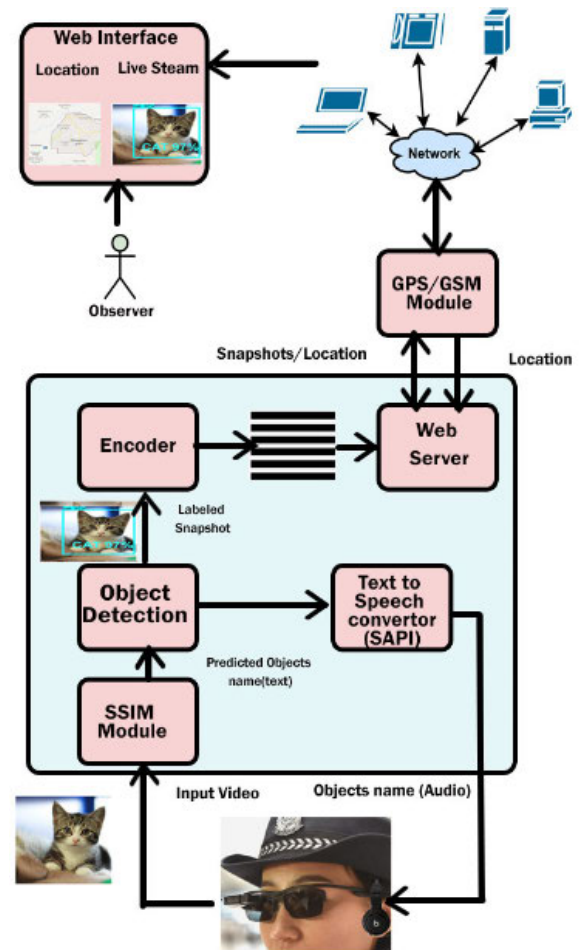 Web Interface
Location
Live Steam
CAT 97%
Network
Observer
GPS/GSM
Module
Snapshots/Location
Location
Encoder
Web
Server
Labeled
Snapshot
CAT 97%
Object
Detection
Text to
Speech
convertor
(SAPI)
Predicted Objects
name(text)
SSIM
Module
Input Video
Objects name (Audio)